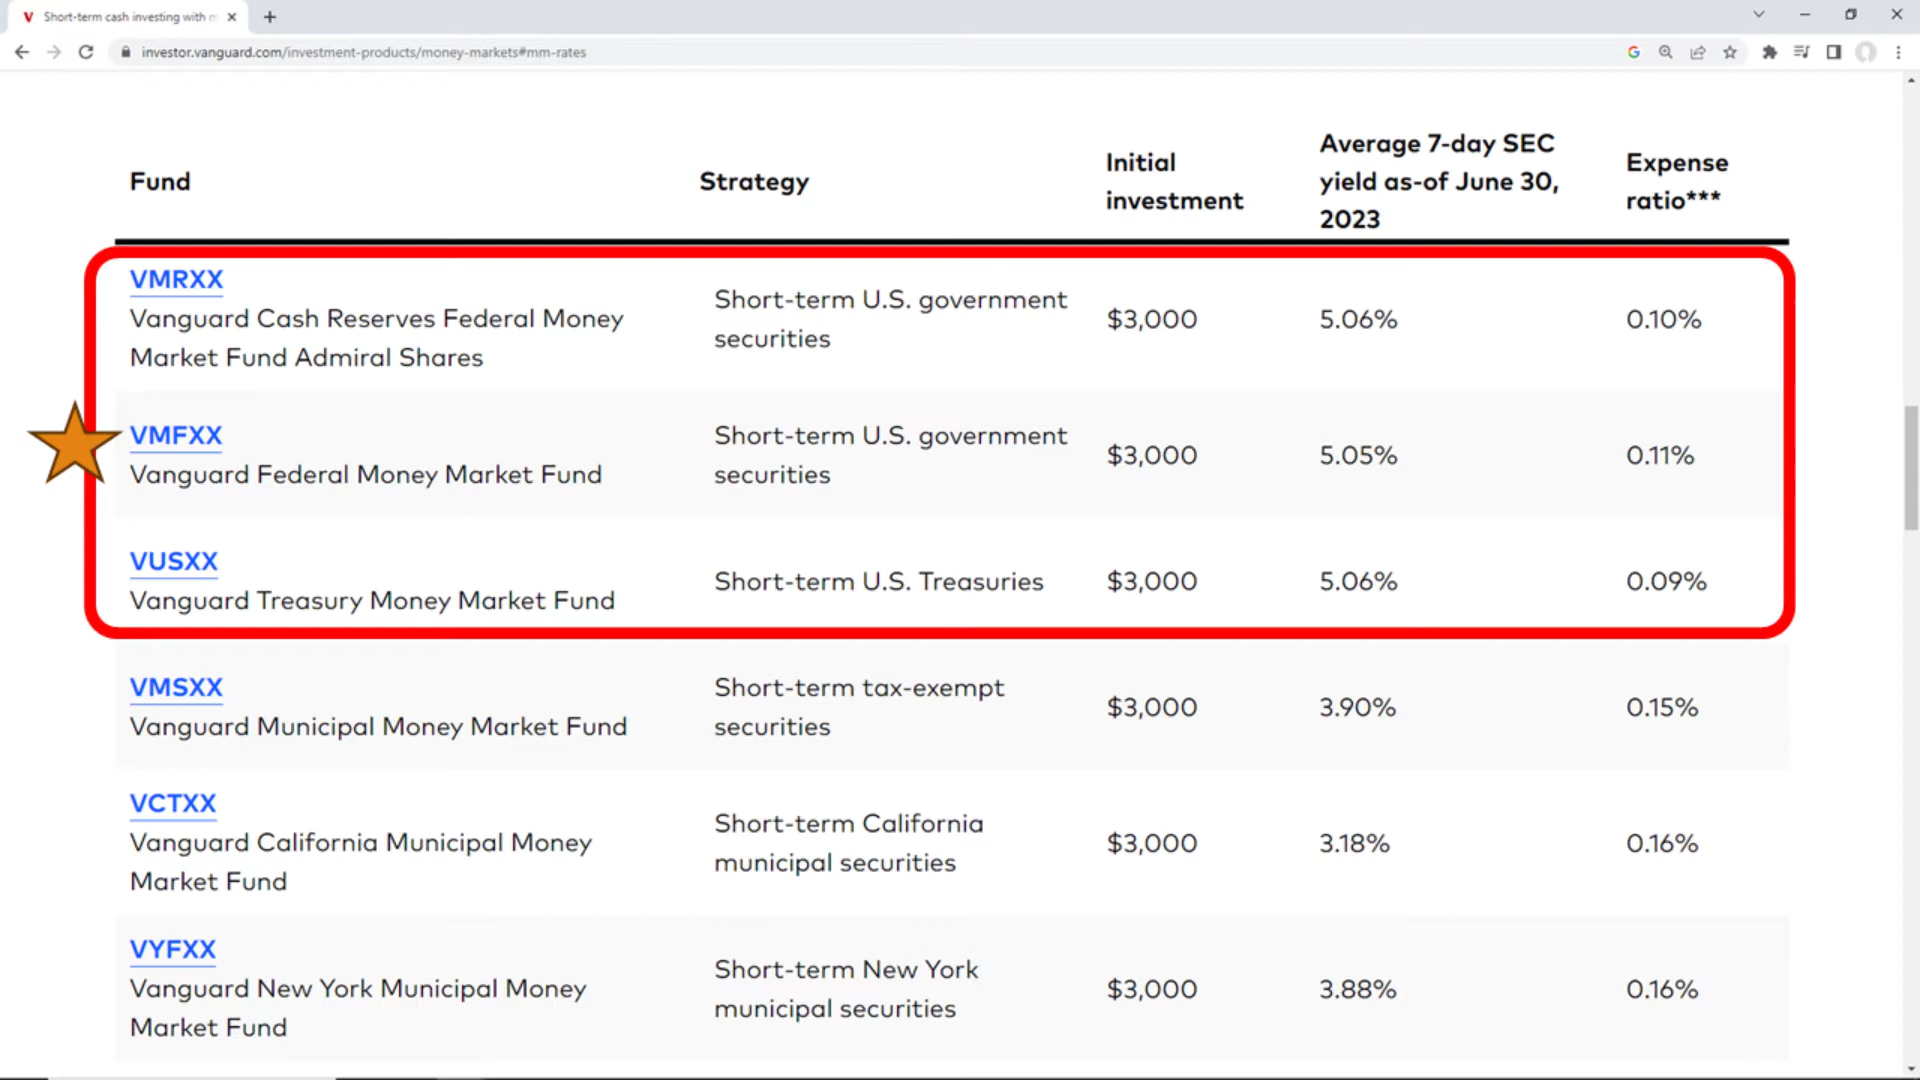 Short-term cash investing with m
investor.vanguard.com/investment-products/money-markets#mm-rates
Fund
Strategy
Initial
investment
Average 7-day SEC
yield as-of June 30,
2023
Expense
ratio***
VMRXX
Vanguard Cash Reserves Federal Money
Market Fund Admiral Shares
Short-term U.S. government
securities
$3,000
5.06%
0.10%
VMFXX
Vanguard Federal Money Market Fund
Short-term U.S. government
securities
$3,000
5.05%
0.11%
VUSXX
Vanguard Treasury Money Market Fund
Short-term U.S. Treasuries
$3,000
5.06%
0.09%
VMSXX
Vanguard Municipal Money Market Fund
Short-term tax-exempt
securities
$3,000
3.90%
0.15%
VCTXX
Vanguard California Municipal Money
Market Fund
Short-term California
municipal securities
$3,000
3.18%
0.16%
VYFXX
Vanguard New York Municipal Money
Market Fund
Short-term New York
municipal securities
$3,000
3.88%
0.16%